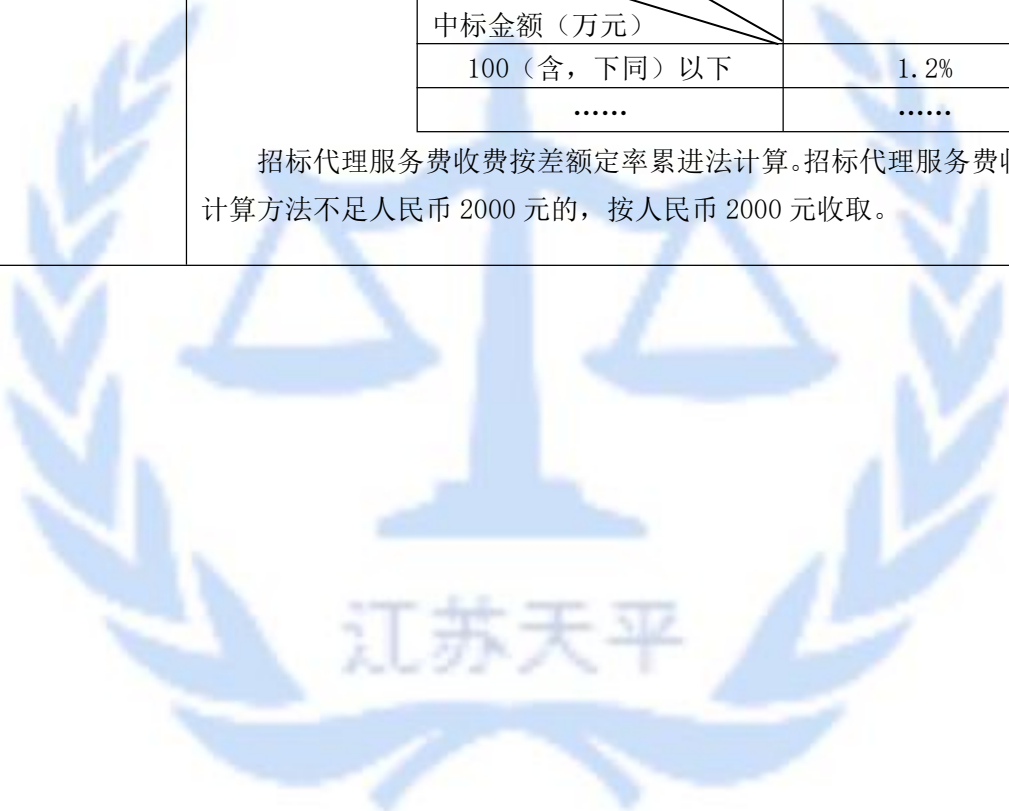 中标金额（万元）
100（含，下同）以下 1.2%
…… ……
招标代理服务费收费按差额定率累进法计算。招标代理服务费
计算方法不足人民币 2000 元的，按人民币 2000 元收取。
江苏天平